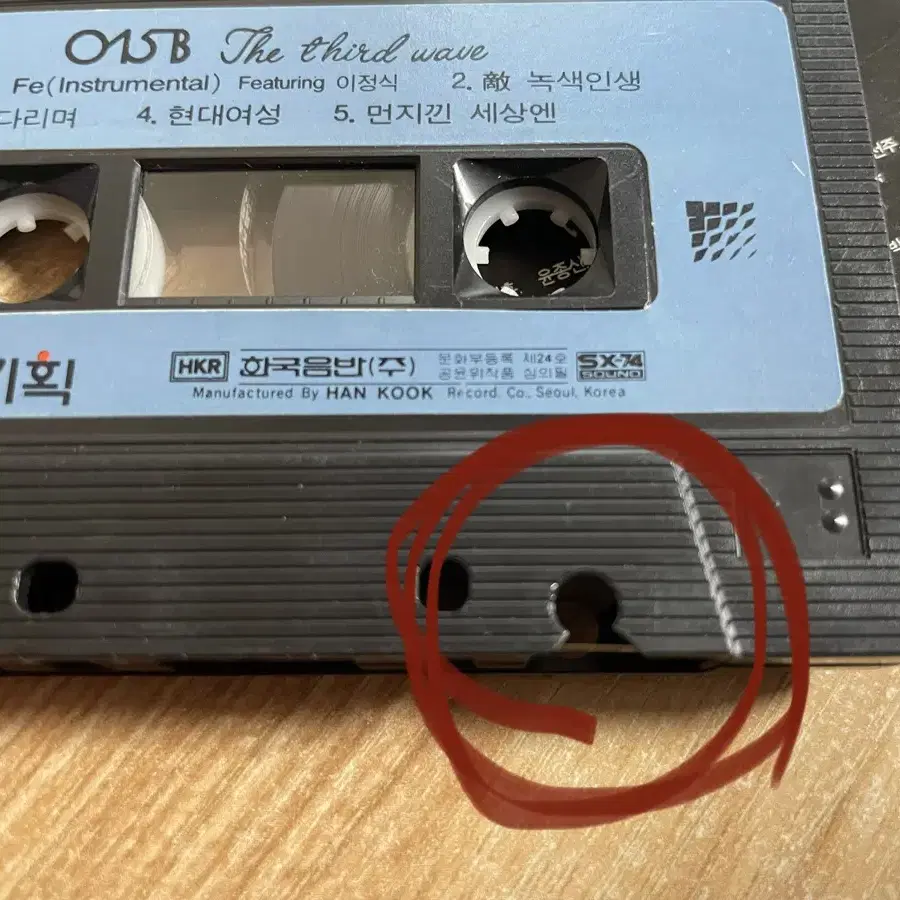 015B The third wave
Fe(Instrumental) Featuring 이정식 2. 敵 녹색인생
다리며 4. 현대여성 5. 먼지낀 세상엔
윤종신
기획
HKR 한국음반(주) 문화부등록 제24호 SX-74
공윤위작품 심의필 SOUND
Manufactured By HAN KOOK Record. Co., Seoul, Korea